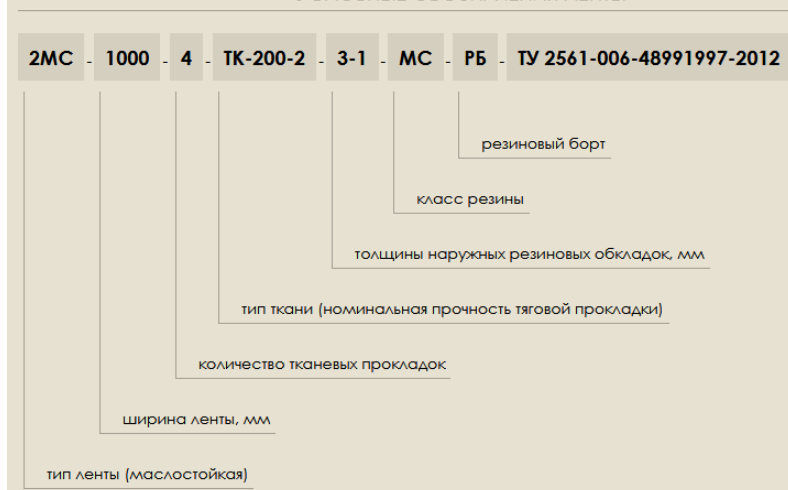 2МС - 1000 - 4 - ТК-200-2 - 3-1 - МС - РБ - ТУ 2561-006-48991997-2012
резиновый борт
класс резины
толщины наружных резиновых обкладок, мм
тип ткани (номинальная прочность тяговой прокладки)
количество тканевых прокладок
ширина ленты, мм
тип ленты (маслостойкая)